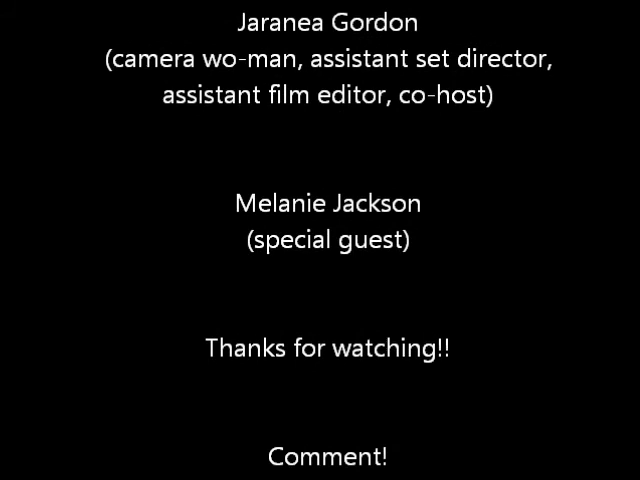 Jaranea Gordon
(camera wo-man, assistant set director,
assistant film editor, co-host)
Melanie Jackson
(special guest)
Thanks for watching!!
Comment!